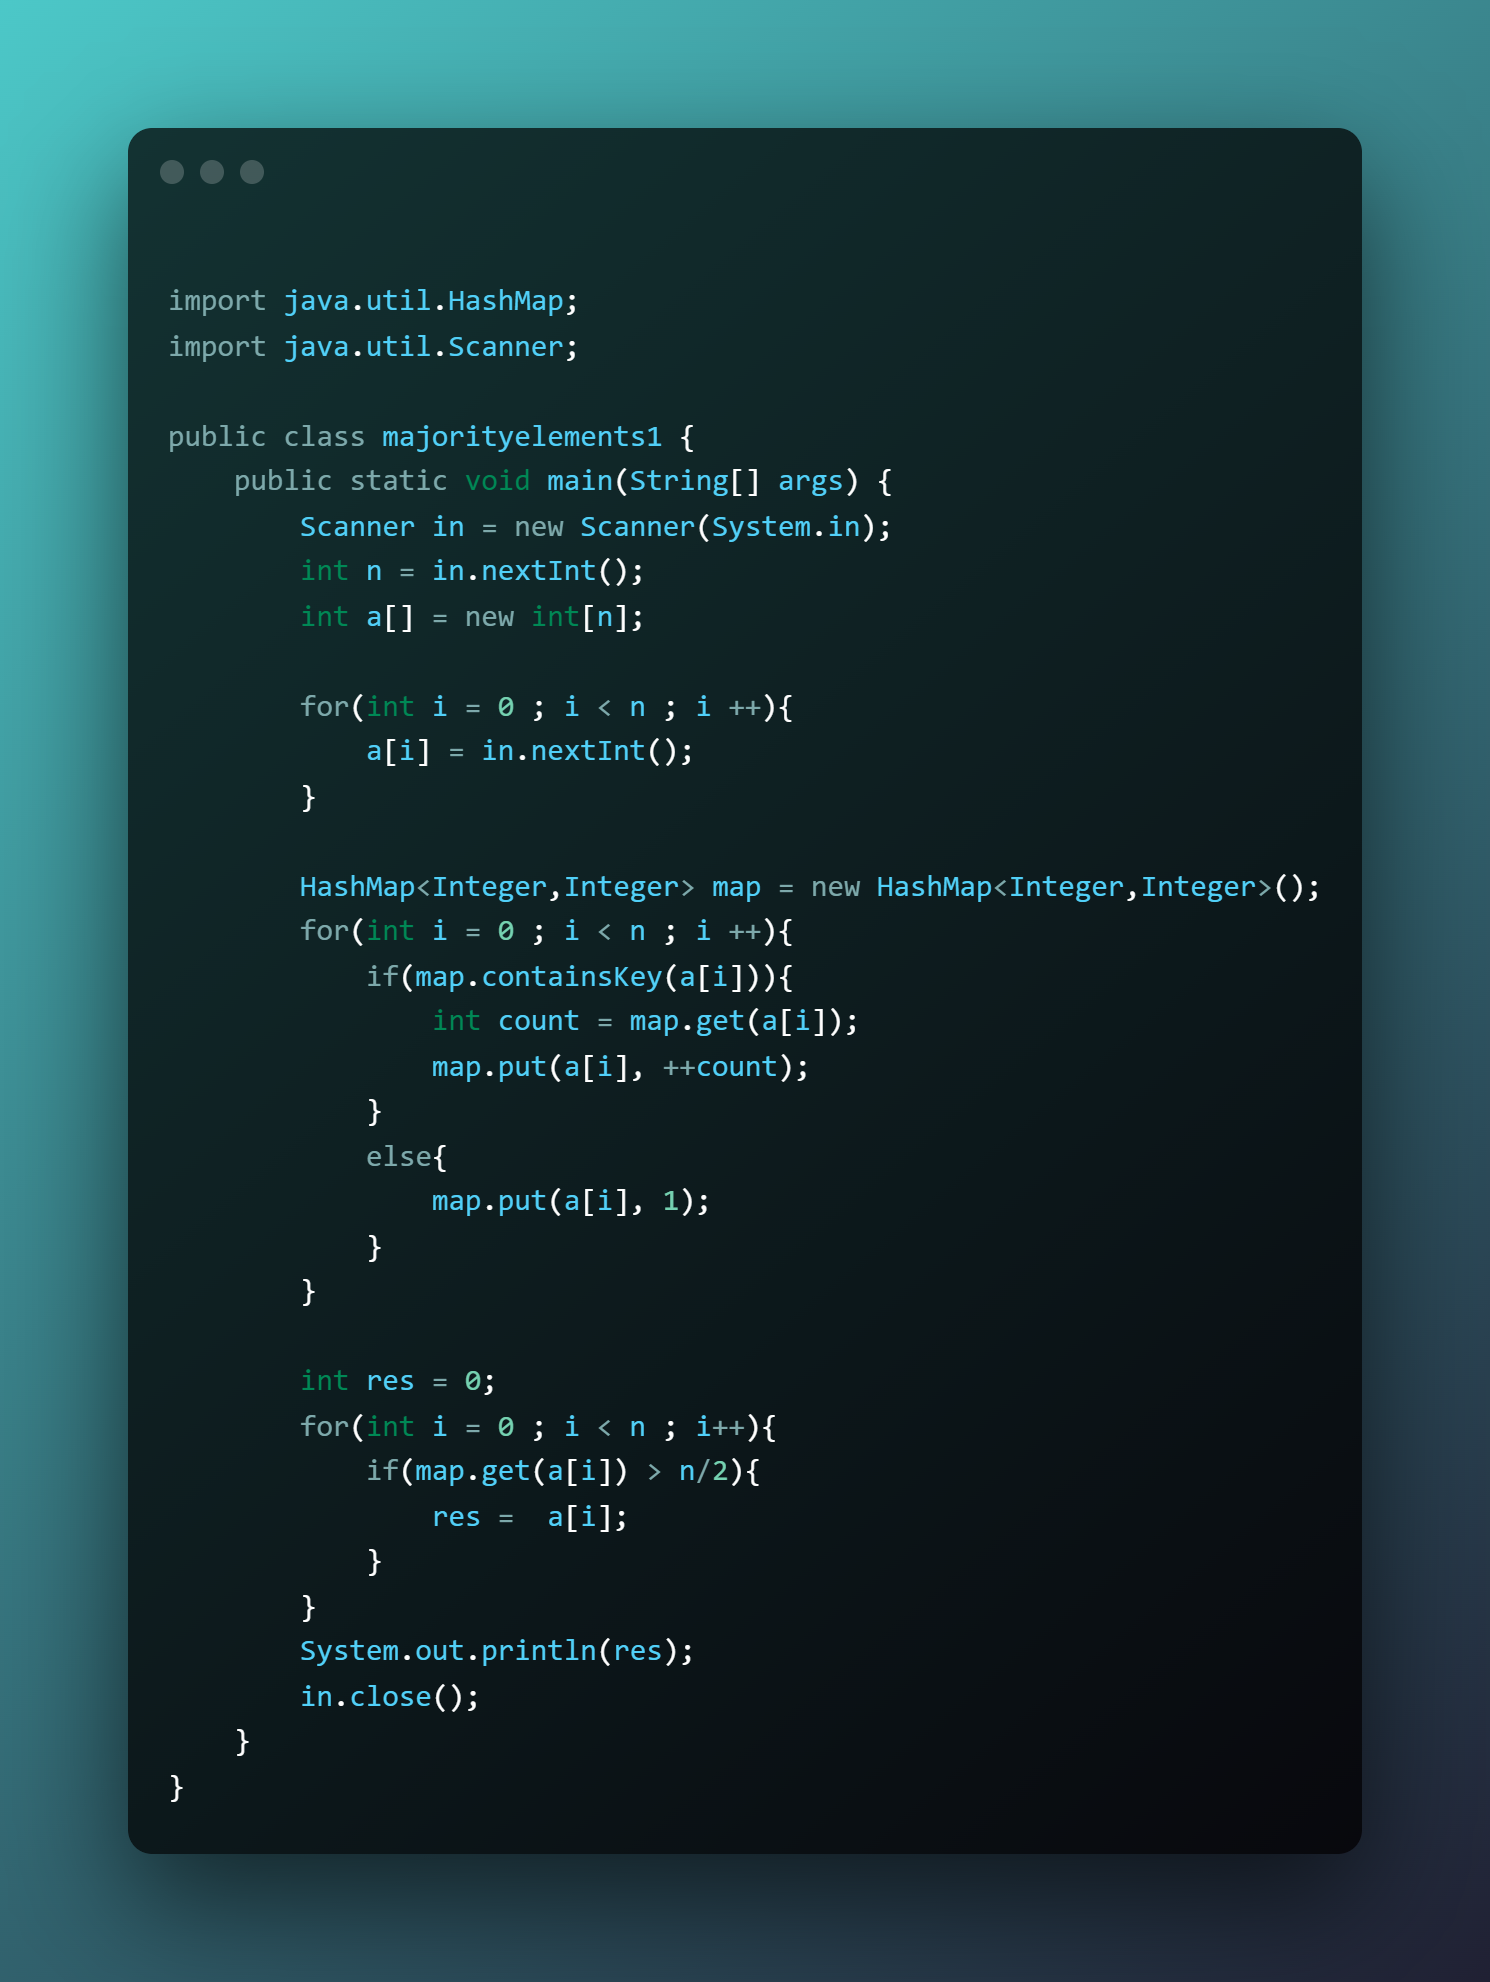 import java.util.HashMap;
import java.util.Scanner;

public class majorityelements1 {
    public static void main(String[] args) {
        Scanner in = new Scanner(System.in);
        int n = in.nextInt();
        int a[] = new int[n];

        for(int i = 0 ; i < n ; i ++){
            a[i] = in.nextInt();
        }

        HashMap<Integer,Integer> map = new HashMap<Integer,Integer>();
        for(int i = 0 ; i < n ; i ++){
            if(map.containsKey(a[i])){
                int count = map.get(a[i]);
                map.put(a[i], ++count);
            }
            else{
                map.put(a[i], 1);
            }
        }

        int res = 0;
        for(int i = 0 ; i < n ; i++){
            if(map.get(a[i]) > n/2){
                res =  a[i];
            }
        }
        System.out.println(res);
        in.close();
    }
}